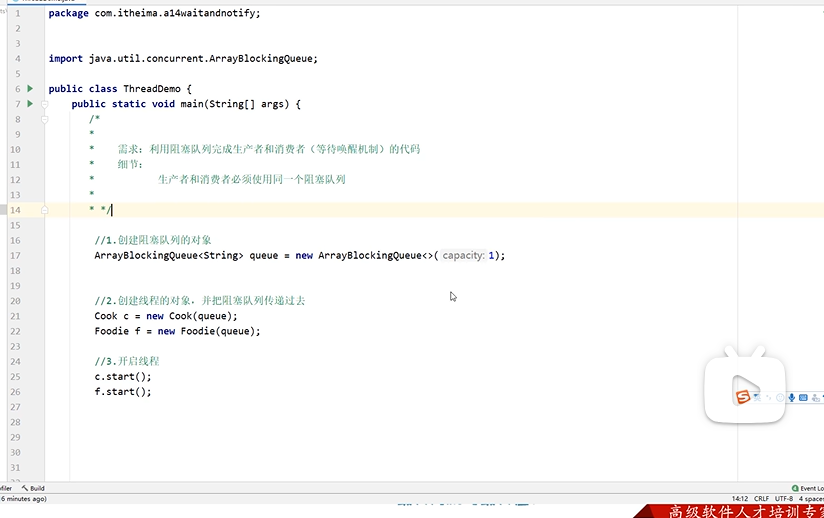 1 package com.itheima.a14waitandnotify;
2
3
4 import java.util.concurrent.ArrayBlockingQueue;
5
6 public class ThreadDemo {
7 public static void main(String[] args) {
8 /*
9 *
10 * 需求：利用阻塞队列完成生产者和消费者（等待唤醒机制）的代码
11 * 细节：
12 * 生产者和消费者必须使用同一个阻塞队列
13 *
14 * */
15
16 //1.创建阻塞队列的对象
17 ArrayBlockingQueue<String> queue = new ArrayBlockingQueue<>( capacity: 1);
18
19
20 //2.创建线程的对象，并把阻塞队列传递过去
21 Cook c = new Cook(queue);
22 Foodie f = new Foodie(queue);
23
24 //3.开启线程
25 c.start();
26 f.start();
27
28
29
30
31
filer Build Event Lo
6 minutes ago) 14:12 CRLF UTF-8 4 spaces
高级软件人才培训专家